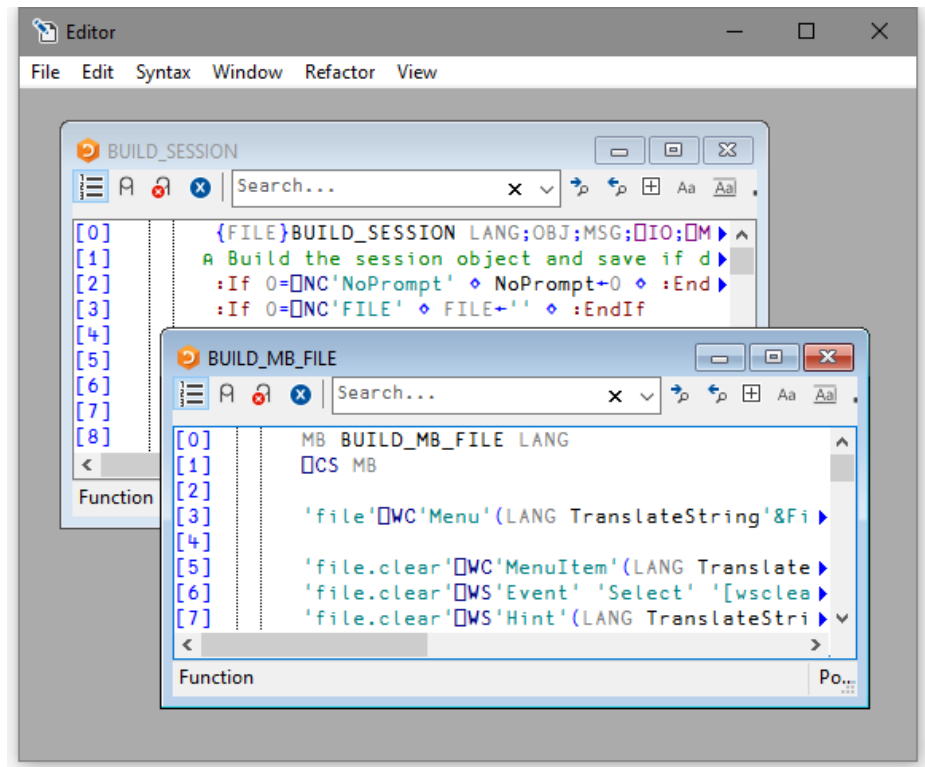 Editor
File Edit Syntax Window Refactor View
BUILD_SESSION
Search...
Aa Aa
[0] {FILE}BUILD_SESSION LANG;OBJ;MSG;⎕IO;⎕M
[1] ⍝ Build the session object and save if d
[2] :If 0=⎕NC'NoPrompt' ⋄ NoPrompt←0 ⋄ :End
[3] :If 0=⎕NC'FILE' ⋄ FILE←'' ⋄ :EndIf
[4]
[5]
[6]
[7]
[8]
Function
BUILD_MB_FILE
Search...
Aa Aa
[0] MB BUILD_MB_FILE LANG
[1] ⎕CS MB
[2]
[3] 'file'⎕WC'Menu'(LANG TranslateString'&Fi
[4]
[5] 'file.clear'⎕WC'MenuItem'(LANG Translate
[6] 'file.clear'⎕WS'Event' 'Select' '[wsclea
[7] 'file.clear'⎕WS'Hint'(LANG TranslateStri
Function Po...